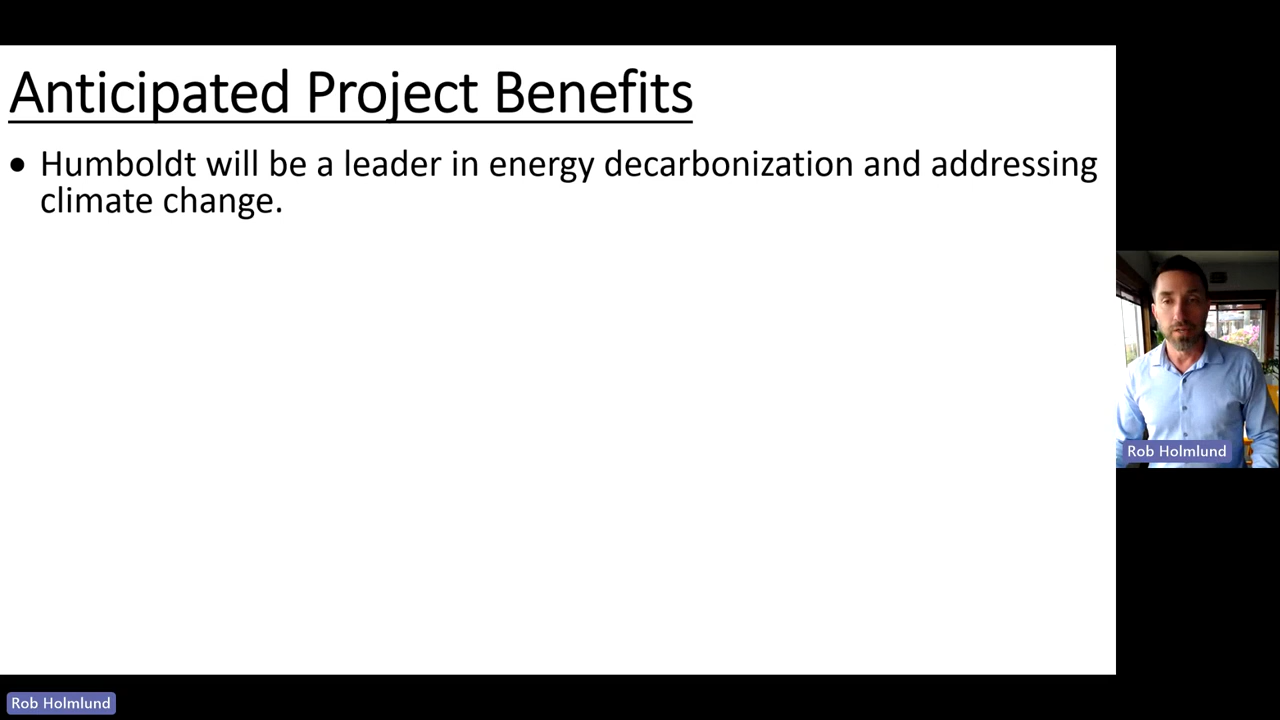 Anticipated Project Benefits
• Humboldt will be a leader in energy decarbonization and addressing
climate change.
Rob Holmlund
Rob Holmlund